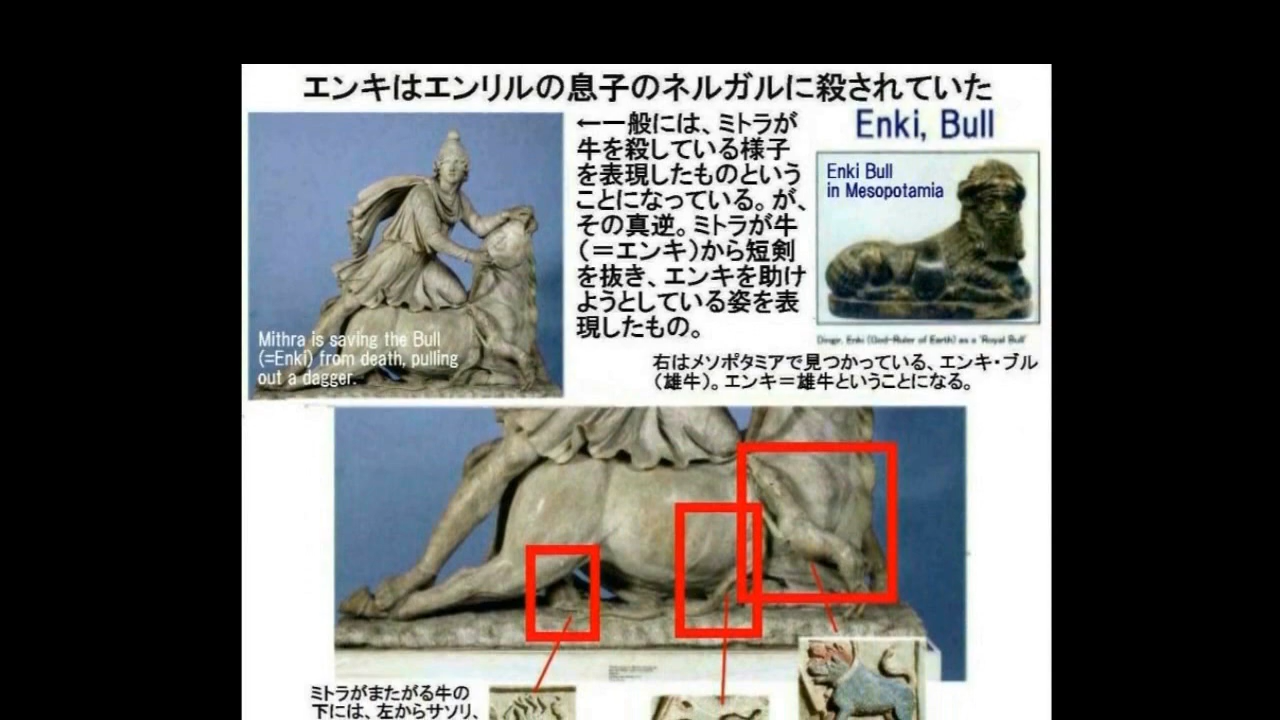 エンキはエンリルの息子のネルガルに殺されていた
←一般には、ミトラが
牛を殺している様子
を表現したものという
ことになっている。が、
その真逆。ミトラが牛
(＝エンキ)から短剣
を抜き、エンキを助け
ようとしている姿を表
現したもの。
Enki, Bull
Enki Bull
in Mesopotamia
Dingir, Enki (God-Ruler of Earth) as a 'Royal Bull'
Mithra is saving the Bull
(=Enki) from death, pulling
out a dagger.
右はメソポタミアで見つかっている、エンキ・ブル
（雄牛）。エンキ＝雄牛ということになる。
ミトラがまたがる牛の
下には、左からサソリ、